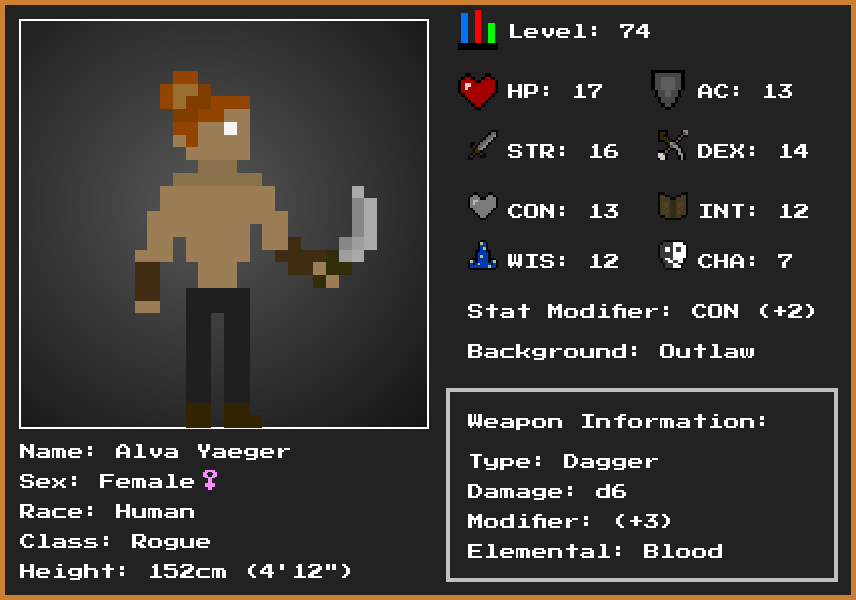 Level: 74
HP: 17
AC: 13
STR: 16
DEX: 14
CON: 13
INT: 12
WIS: 12
CHA: 7
Stat Modifier: CON (+2)
Background: Outlaw
Weapon Information:
Type: Dagger
Damage: d6
Modifier: (+3)
Elemental: Blood
Name: Alva Yaeger
Sex: Female♀
Race: Human
Class: Rogue
Height: 152cm (4'12")